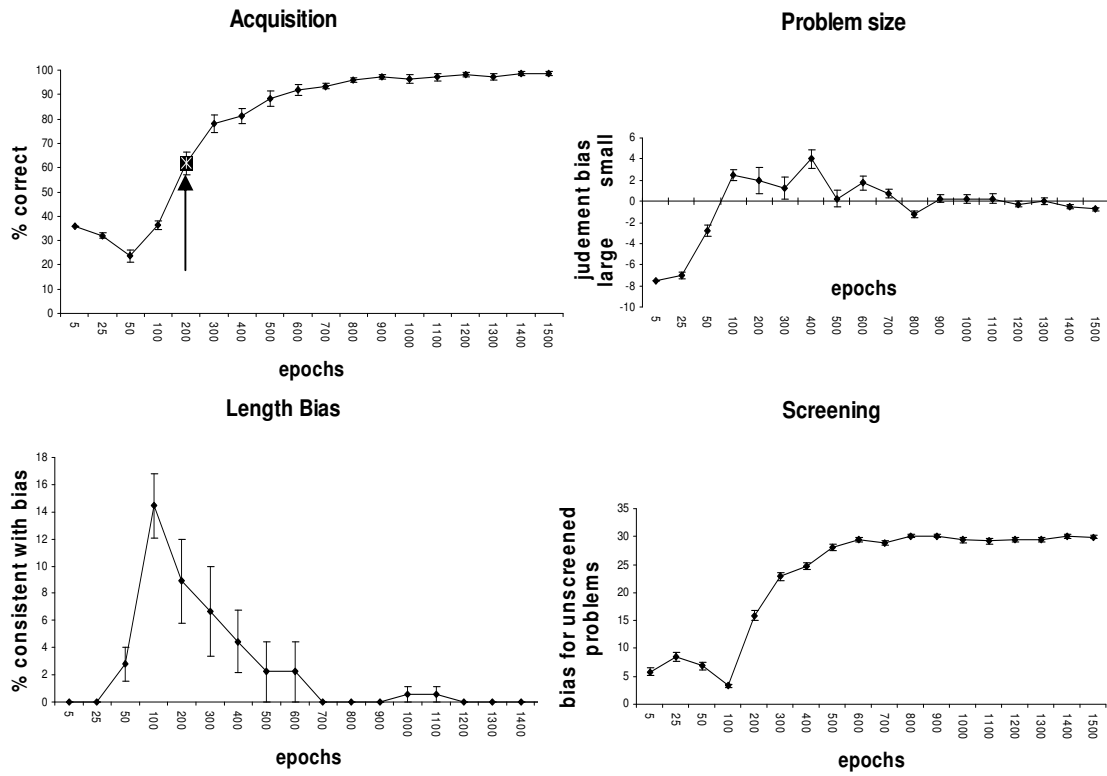 Acquisition
% correct
100
90
80
70
60
50
40
30
20
10
0
5 25 50 100 200 300 400 500 600 700 800 900 1000 1100 1200 1300 1400 1500
epochs
Problem size
judement bias
large small
6
4
2
0
-2
-4
-6
-8
-10
epochs
5 25 50 100 200 300 400 500 600 700 800 900 1000 1100 1200 1300 1400 1500
Length Bias
% consistent with bias
18
16
14
12
10
8
6
4
2
0
5 25 50 100 200 300 400 500 600 700 800 900 1000 1100 1200 1300 1400
epochs
Screening
bias for unscreened
problems
35
30
25
20
15
10
5
0
5 25 50 100 200 300 400 500 600 700 800 900 1000 1100 1200 1300 1400 1500
epochs